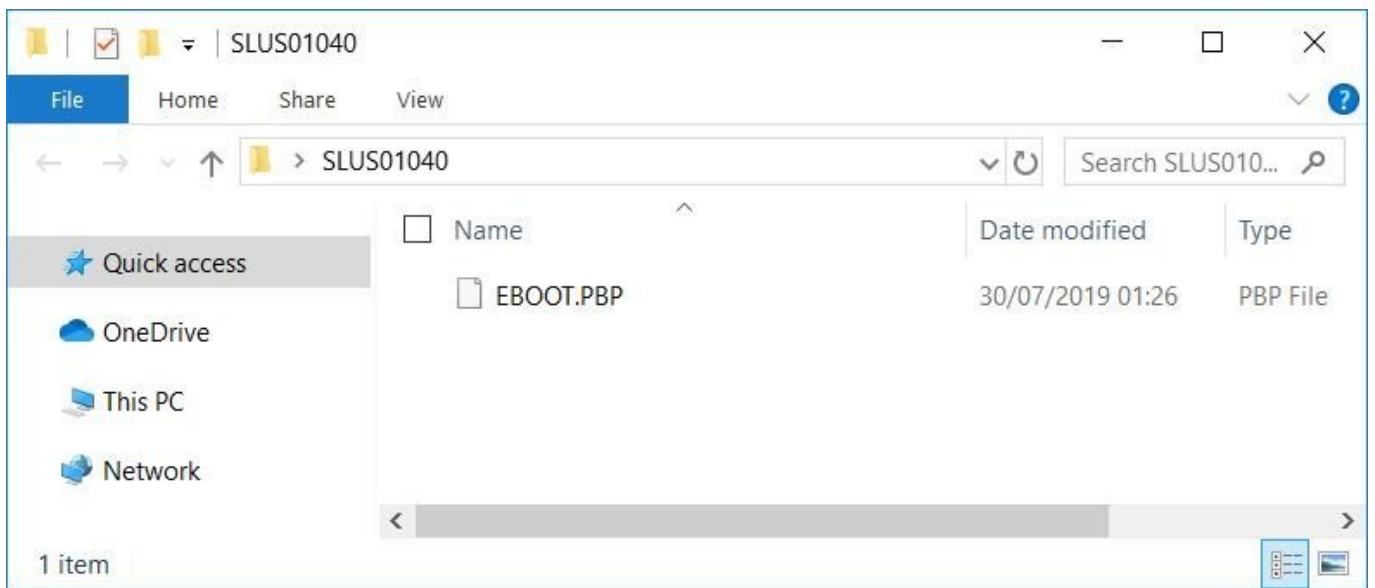 SLUS01040
File Home Share View
SLUS01040 Search SLUS010...
Name Date modified Type
Quick access
EBOOT.PBP 30/07/2019 01:26 PBP File
OneDrive
This PC
Network
1 item